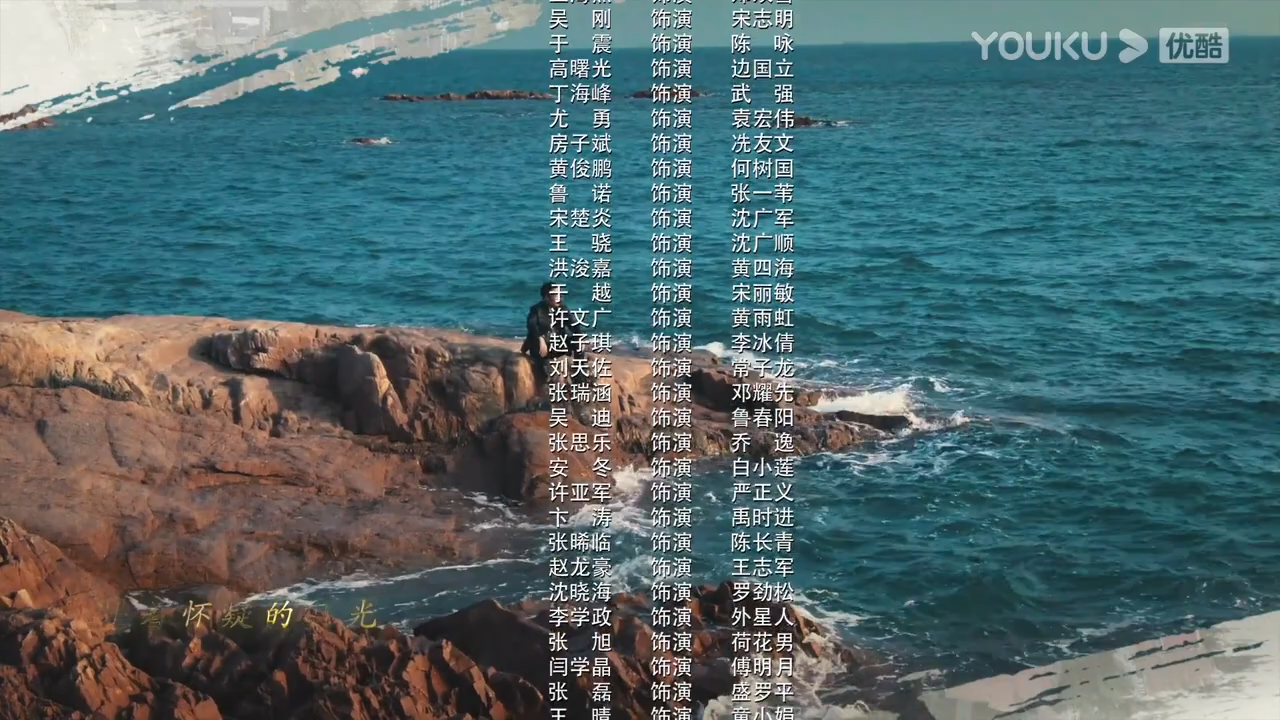 YOUKU 优酷
吴 刚 饰演 宋志明
于 震 饰演 陈 咏
高曙光 饰演 边国立
丁海峰 饰演 武 强
尤 勇 饰演 袁宏伟
房子斌 饰演 冼友文
黄俊鹏 饰演 何树国
鲁 诺 饰演 张一苇
宋楚炎 饰演 沈广军
王 骁 饰演 沈广顺
洪浚嘉 饰演 黄四海
于 越 饰演 宋丽敏
许文广 饰演 黄雨虹
赵子琪 饰演 李冰倩
刘天佐 饰演 常子龙
张瑞涵 饰演 邓耀先
吴 迪 饰演 鲁春阳
张思乐 饰演 乔 逸
安 冬 饰演 白小莲
许亚军 饰演 严正义
卞 涛 饰演 禹时进
张晞临 饰演 陈长青
赵龙豪 饰演 王志军
沈晓海 饰演 罗劲松
李学政 饰演 外星人
张 旭 饰演 荷花男
闫学晶 饰演 傅明月
张 磊 饰演 盛罗平
王 晴 饰演 童小娟
怀疑的 光